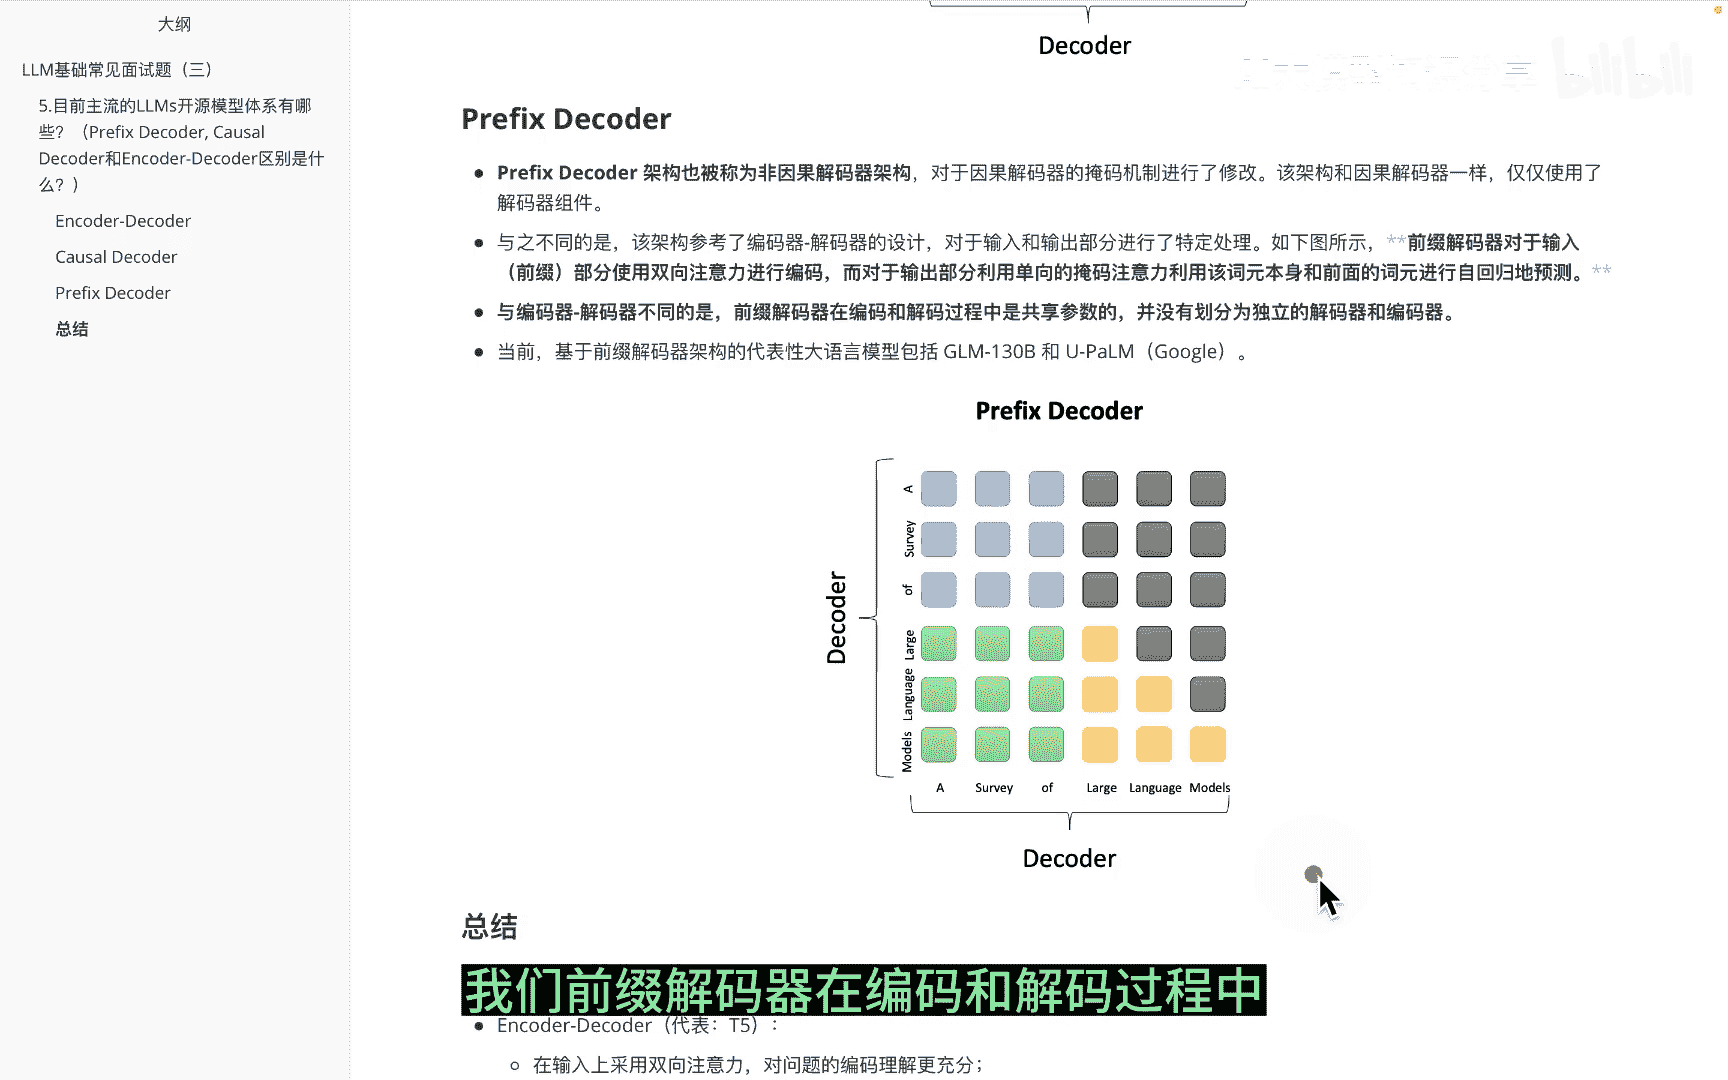 大纲
LLM基础常见面试题（三）
5.目前主流的LLMs开源模型体系有哪
些？（Prefix Decoder, Causal
Decoder和Encoder-Decoder区别是什
么？）
Encoder-Decoder
Causal Decoder
Prefix Decoder
总结
Decoder
bilibili
Prefix Decoder
Prefix Decoder 架构也被称为非因果解码器架构，对于因果解码器的掩码机制进行了修改。该架构和因果解码器一样，仅仅使用了
解码器组件。
与之不同的是，该架构参考了编码器-解码器的设计，对于输入和输出部分进行了特定处理。如下图所示，**前缀解码器对于输入
（前缀）部分使用双向注意力进行编码，而对于输出部分利用单向的掩码注意力利用该词元本身和前面的词元进行自回归地预测。**
与编码器-解码器不同的是，前缀解码器在编码和解码过程中是共享参数的，并没有划分为独立的解码器和编码器。
当前，基于前缀解码器架构的代表性大语言模型包括 GLM-130B 和 U-PaLM（Google）。
Prefix Decoder
Decoder
A
Survey
of
Large
Language
Models
A Survey of Large Language Models
Decoder
总结
我们前缀解码器在编码和解码过程中
Encoder-Decoder（代表：T5）：
在输入上采用双向注意力，对问题的编码理解更充分；